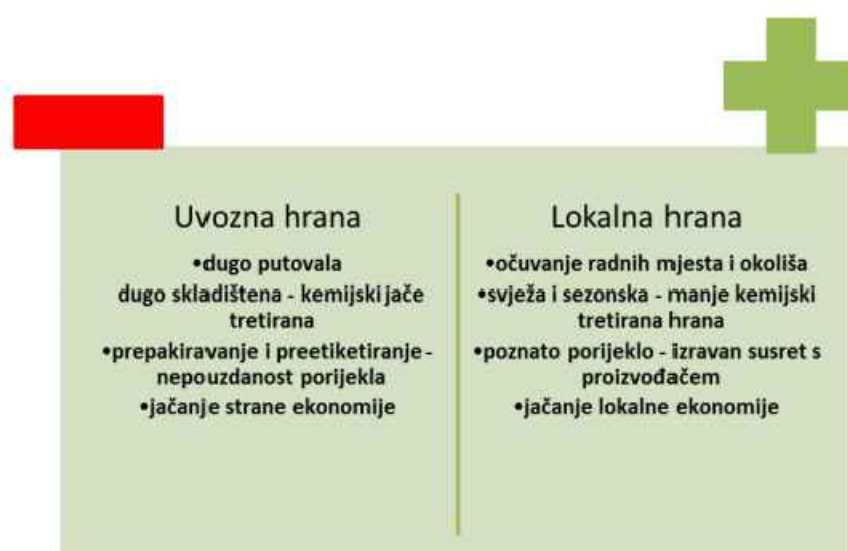 Uvozna hrana
•dugo putovala
dugo skladištena - kemijski jače
tretirana
•prepakiravanje i preetiketiranje -
nepouzdanost porijekla
•jačanje strane ekonomije
Lokalna hrana
•očuvanje radnih mjesta i okoliša
•svježa i sezonska - manje kemijski
tretirana hrana
•poznato porijeklo - izravan susret s
proizvođačem
•jačanje lokalne ekonomije